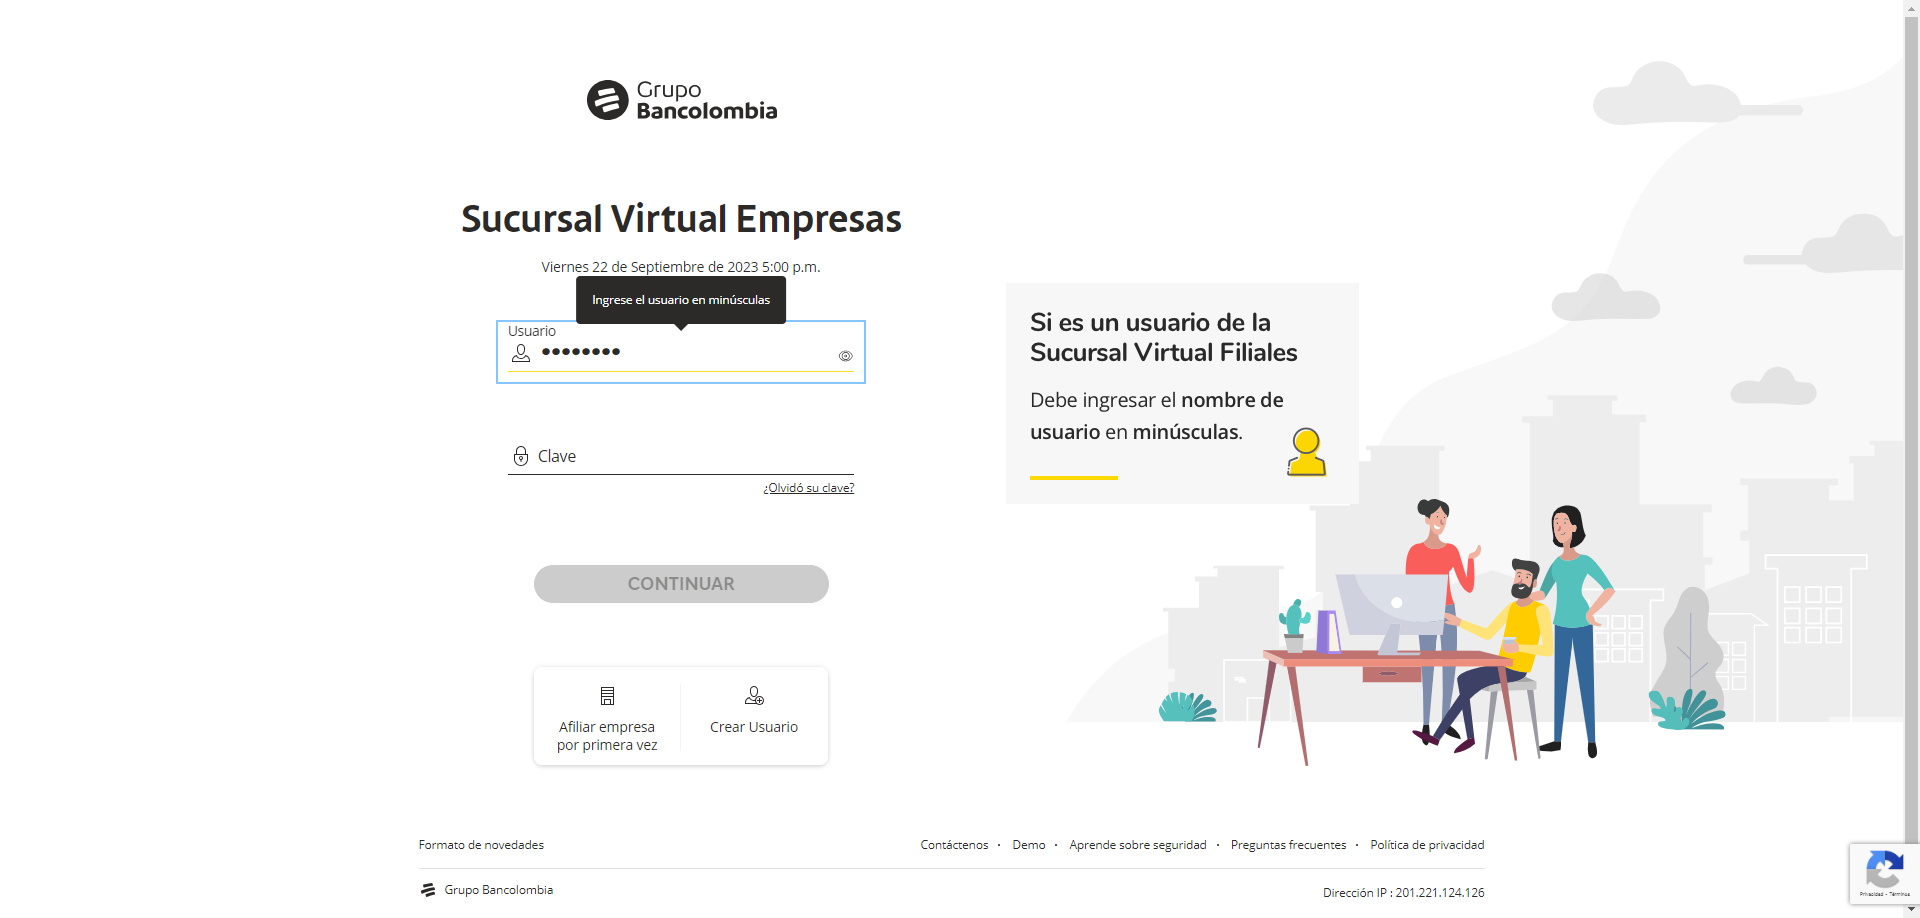 Grupo
Bancolombia
Sucursal Virtual Empresas
Viernes 22 de Septiembre de 2023 5:00 p.m.
Ingrese el usuario en minúsculas
Usuario
••••••••
Clave
¿Olvidó su clave?
CONTINUAR
Afiliar empresa
por primera vez
Crear Usuario
Si es un usuario de la
Sucursal Virtual Filiales
Debe ingresar el nombre de
usuario en minúsculas.
Formato de novedades
Contáctenos · Demo · Aprende sobre seguridad · Preguntas frecuentes · Política de privacidad
Grupo Bancolombia
Dirección IP : 201.221.124.126
Privacidad - Términos